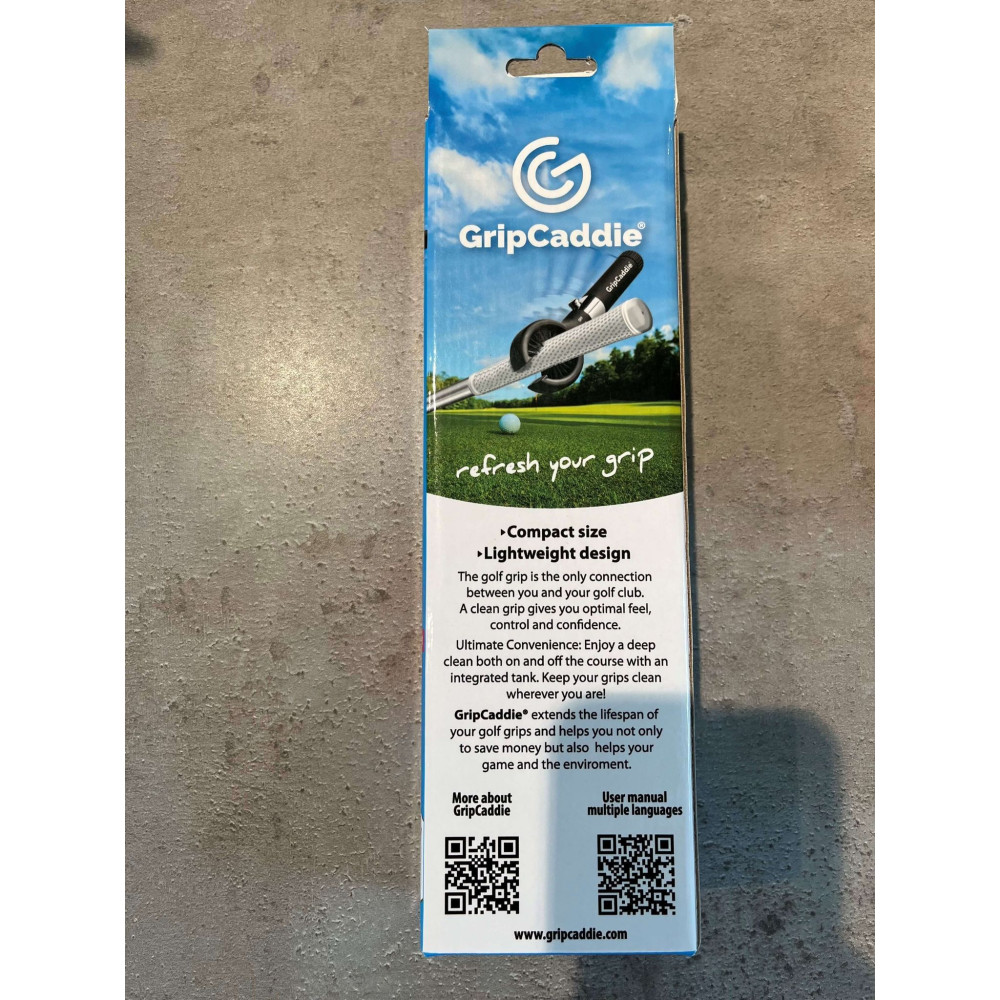 GripCaddie®
GripCaddie
refresh your grip
‣Compact size
‣Lightweight design
The golf grip is the only connection
between you and your golf club.
A clean grip gives you optimal feel,
control and confidence.
Ultimate Convenience: Enjoy a deep
clean both on and off the course with an
integrated tank. Keep your grips clean
wherever you are!
GripCaddie® extends the lifespan of
your golf grips and helps you not only
to save money but also helps your
game and the enviroment.
More about
GripCaddie
User manual
multiple languages
www.gripcaddie.com